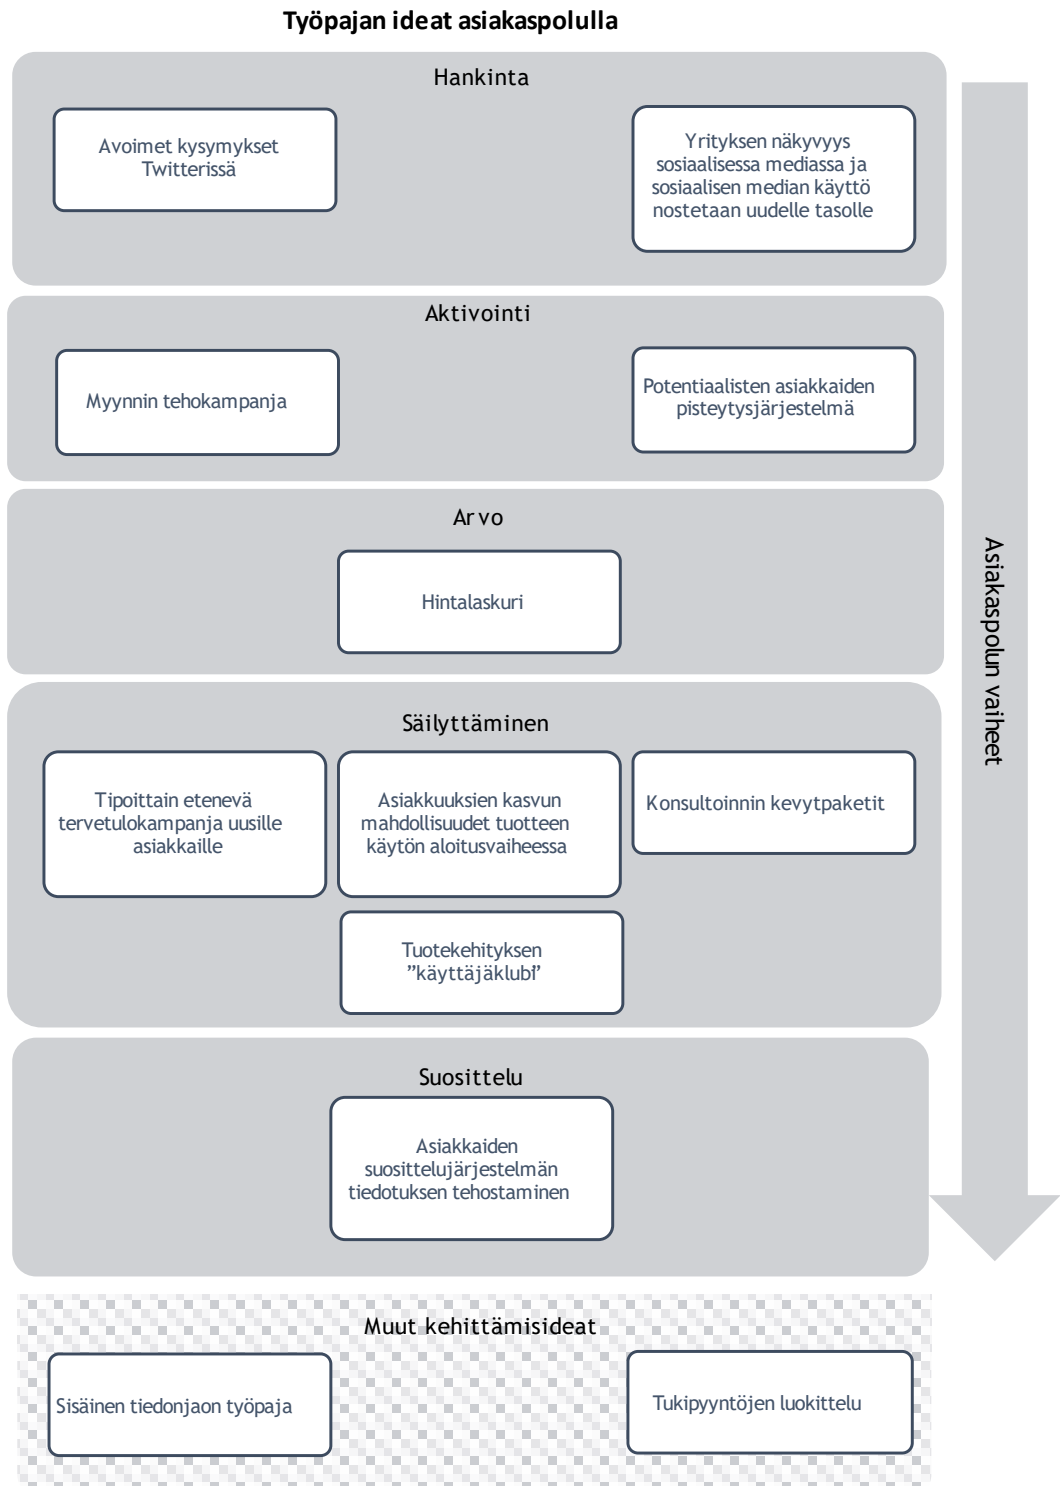 Työpajan ideat asiakaspolulla
Hankinta
Avoimet kysymykset
Twitterissä
Yrityksen näkyvyys
sosiaalisessa mediassa ja
sosiaalisen median käyttö
nostetaan uudelle tasolle
Aktivointi
Myynnin tehokampanja
Potentiaalisten asiakkaiden
pisteytysjärjestelmä
Arvo
Hintalaskuri
Säilyttäminen
Tipoittain etenevä
tervetulokampanja uusille
asiakkaille
Asiakkuuksien kasvun
mahdollisuudet tuotteen
käytön aloitusvaiheessa
Konsultoinnin kevytpaketit
Tuotekehityksen
”käyttäjäklubi”
Suosittelu
Asiakkaiden
suosittelujärjestelmän
tiedotuksen tehostaminen
Muut kehittämisideat
Sisäinen tiedonjaon työpaja
Tukipyyntöjen luokittelu
Asiakaspolun vaiheet